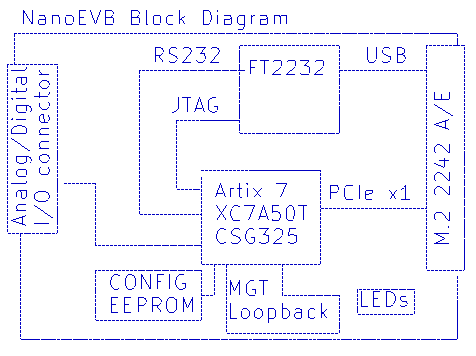 NanoEVB Block Diagram
RS232
FT2232
USB
JTAG
Analog/Digital
I/O connector
M.2 2242 A/E
Artix 7
XC7A50T
CSG325
PCIe x1
CONFIG
EEPROM
MGT
Loopback
LEDs